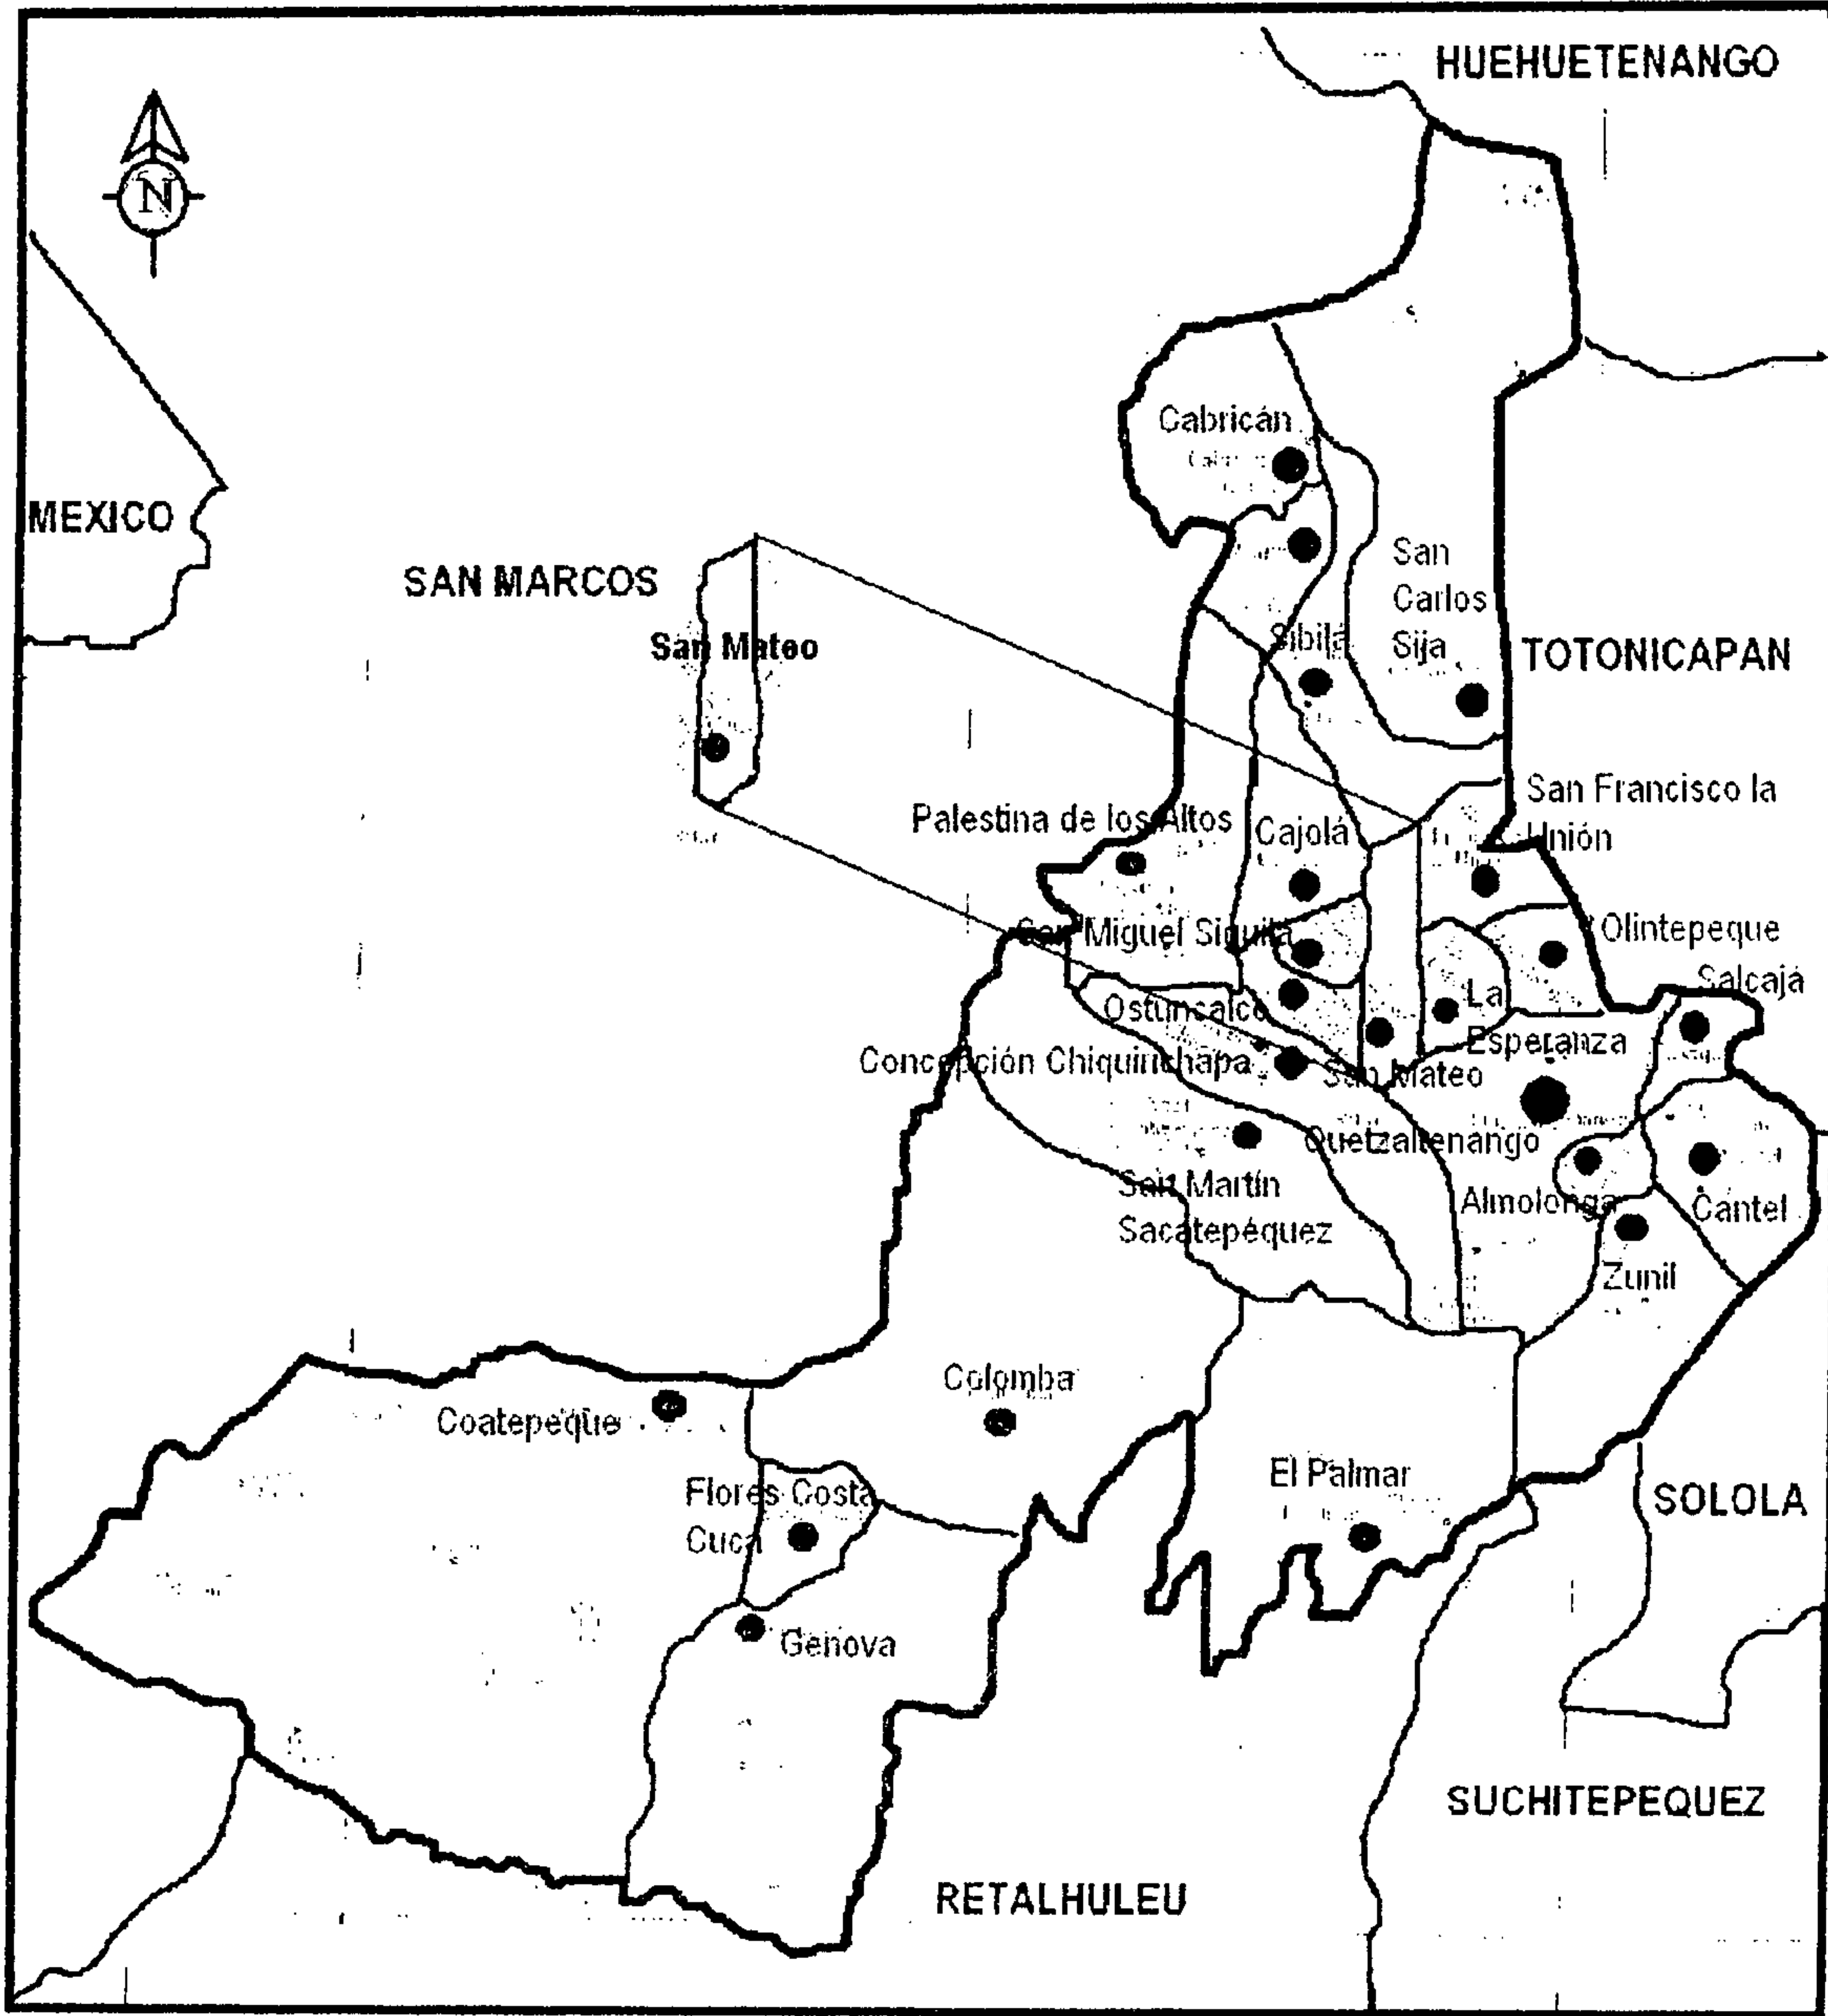 HUEHUETENANGO
N
Cabricán
MEXICO
SAN MARCOS
San
Carlos
Sija
San Mateo
Sibilá
TOTONICAPAN
San Francisco la
Unión
Palestina de los Altos
Cajolá
San Miguel Siguilá
Olintepeque
Salcajá
Ostuncalco
La
Esperanza
Concepción Chiquirichapa
San Mateo
Quetzaltenango
San Martín
Sacatepéquez
Almolonga
Cantel
Zunil
Colomba
Coatepeque
El Palmar
Flores Costa
Cuca
SOLOLA
Genova
SUCHITEPEQUEZ
RETALHULEU